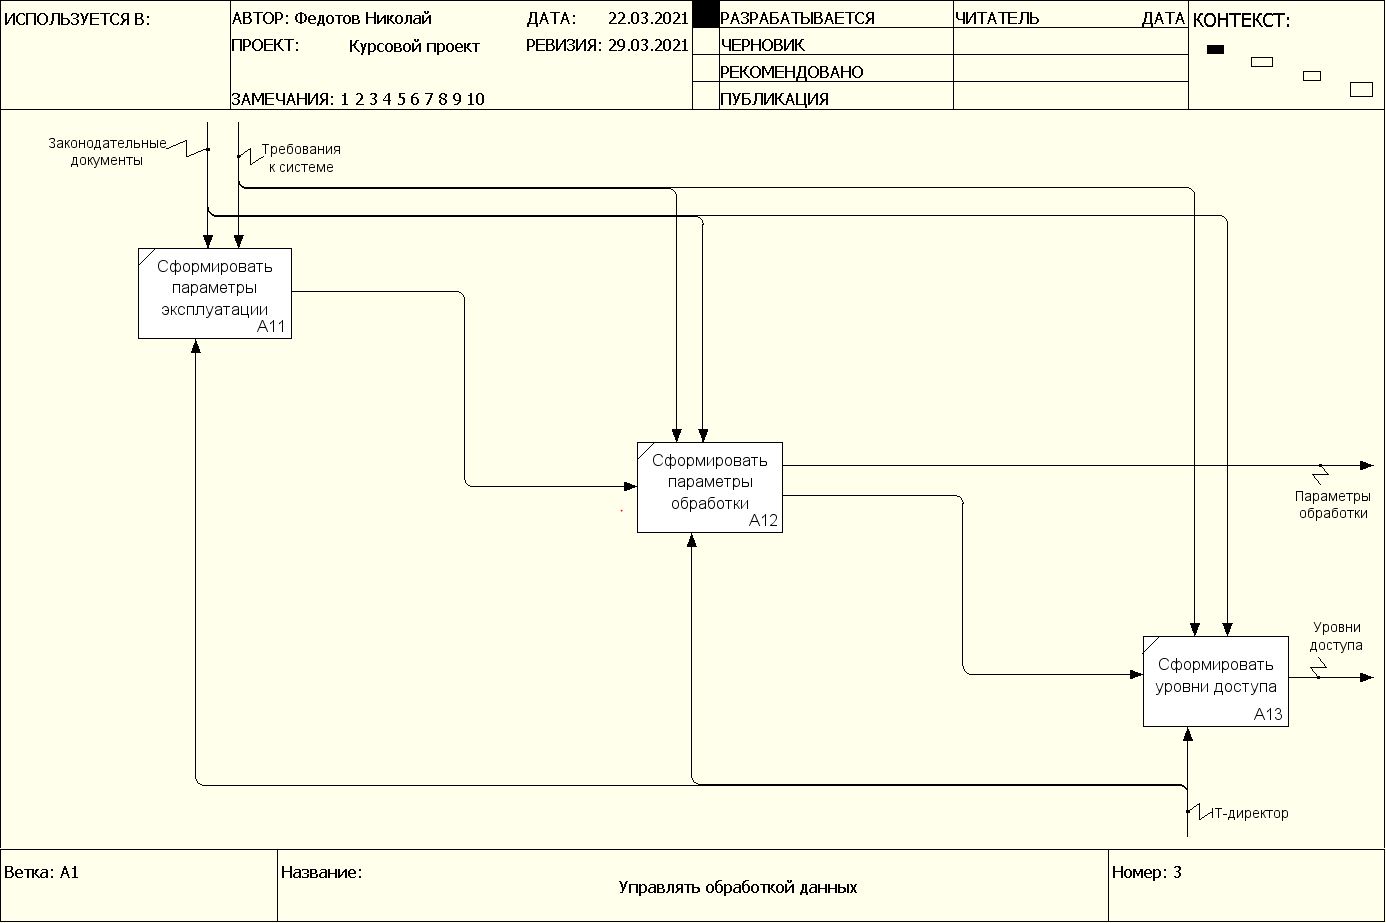 ИСПОЛЬЗУЕТСЯ В:
АВТОР: Федотов Николай
ДАТА: 22.03.2021
ПРОЕКТ: Курсовой проект
РЕВИЗИЯ: 29.03.2021
ЗАМЕЧАНИЯ: 1 2 3 4 5 6 7 8 9 10
РАЗРАБАТЫВАЕТСЯ
ЧЕРНОВИК
РЕКОМЕНДОВАНО
ПУБЛИКАЦИЯ
ЧИТАТЕЛЬ ДАТА
КОНТЕКСТ:
Законодательные
документы
Требования
к системе
Сформировать
параметры
эксплуатации
A11
Сформировать
параметры
обработки
A12
Параметры
обработки
Уровни
доступа
Сформировать
уровни доступа
A13
IT-директор
Ветка: A1
Название:
Управлять обработкой данных
Номер: 3